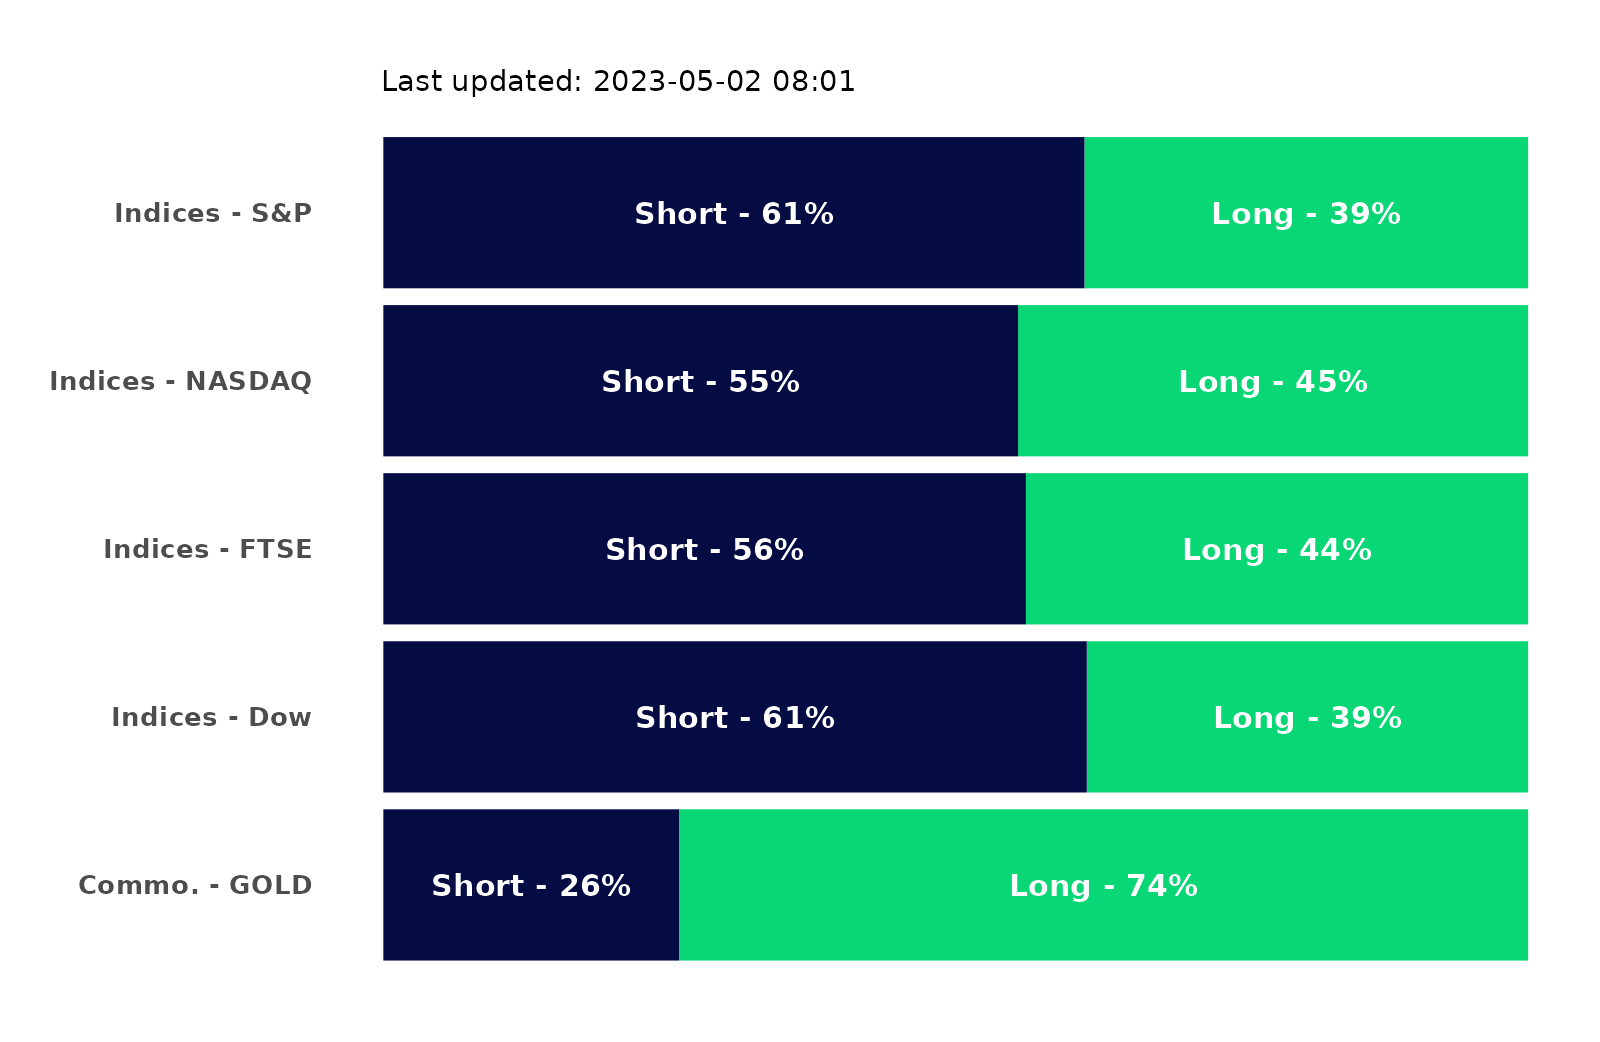 Last updated: 2023-05-02 08:01
Indices - S&P Short - 61% Long - 39%
Indices - NASDAQ Short - 55% Long - 45%
Indices - FTSE Short - 56% Long - 44%
Indices - Dow Short - 61% Long - 39%
Commo. - GOLD Short - 26% Long - 74%